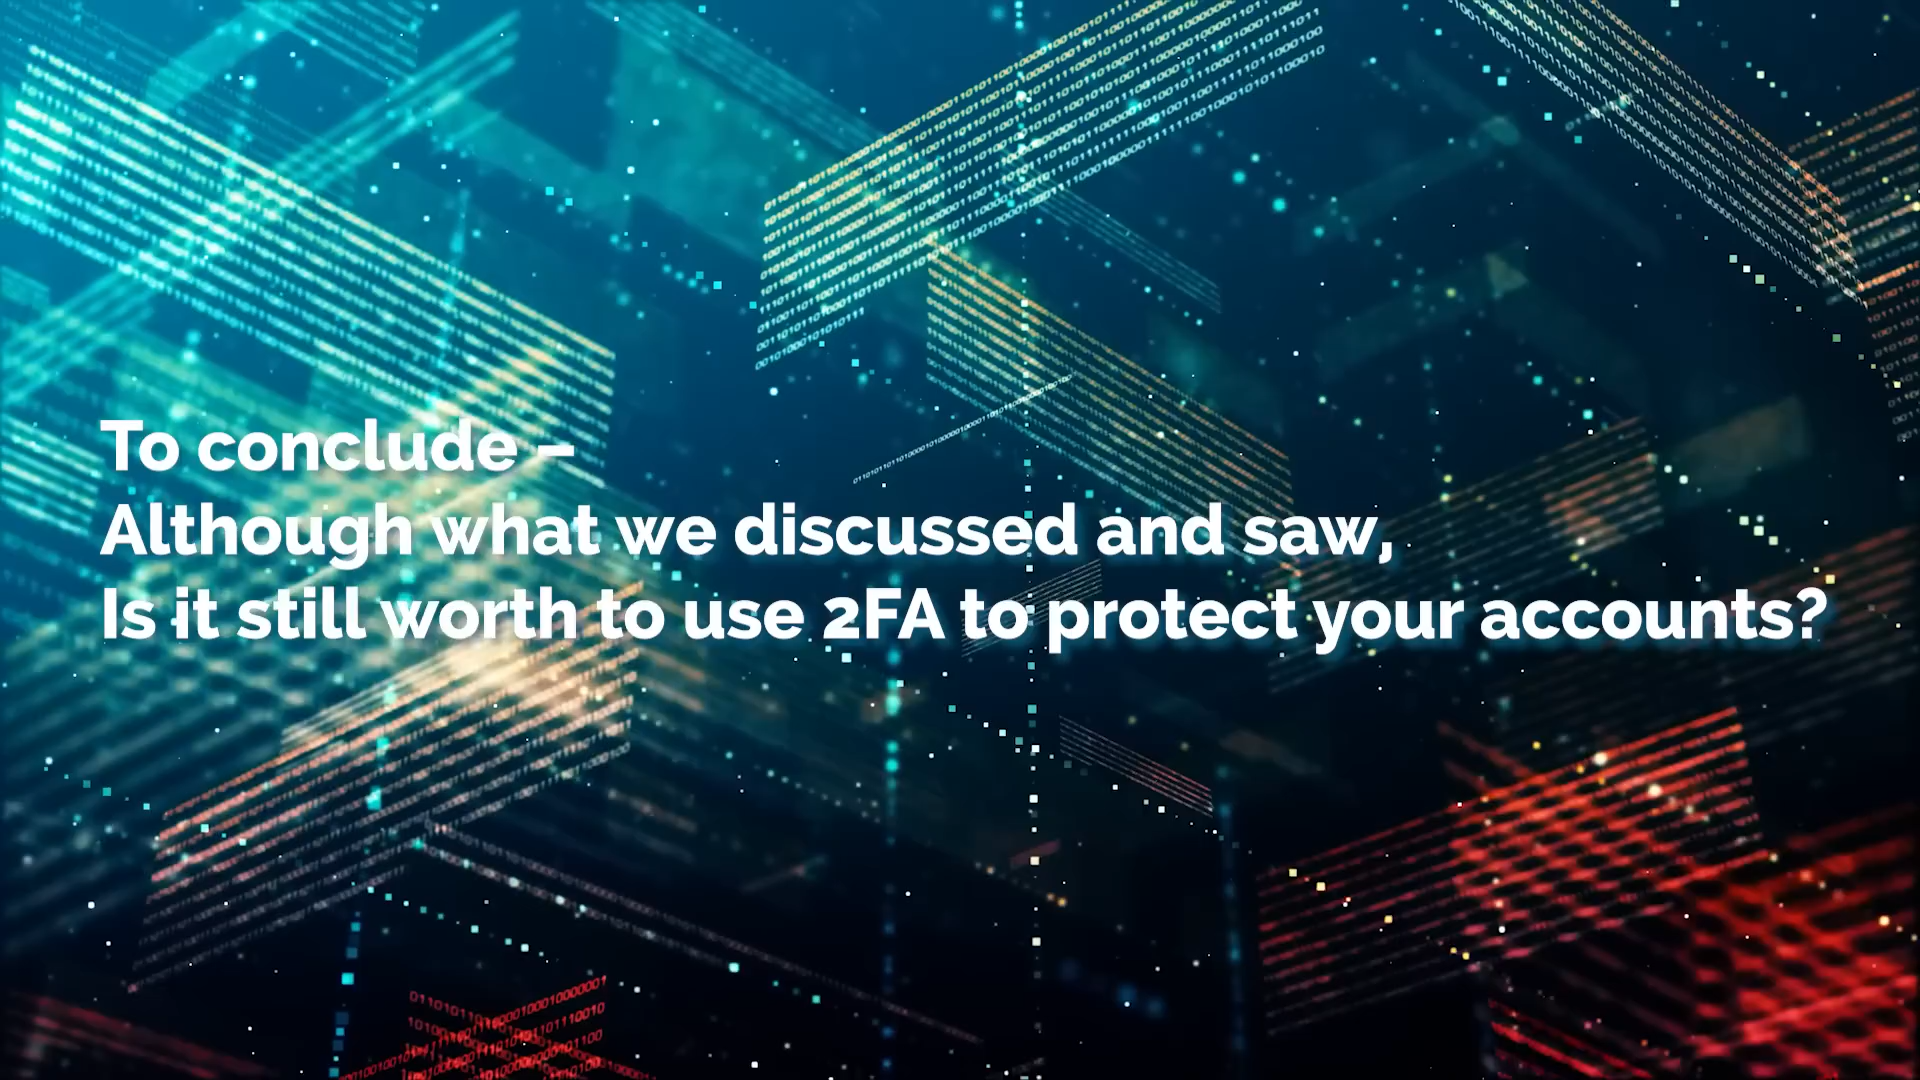 To conclude –
Although what we discussed and saw,
Is it still worth to use 2FA to protect your accounts?